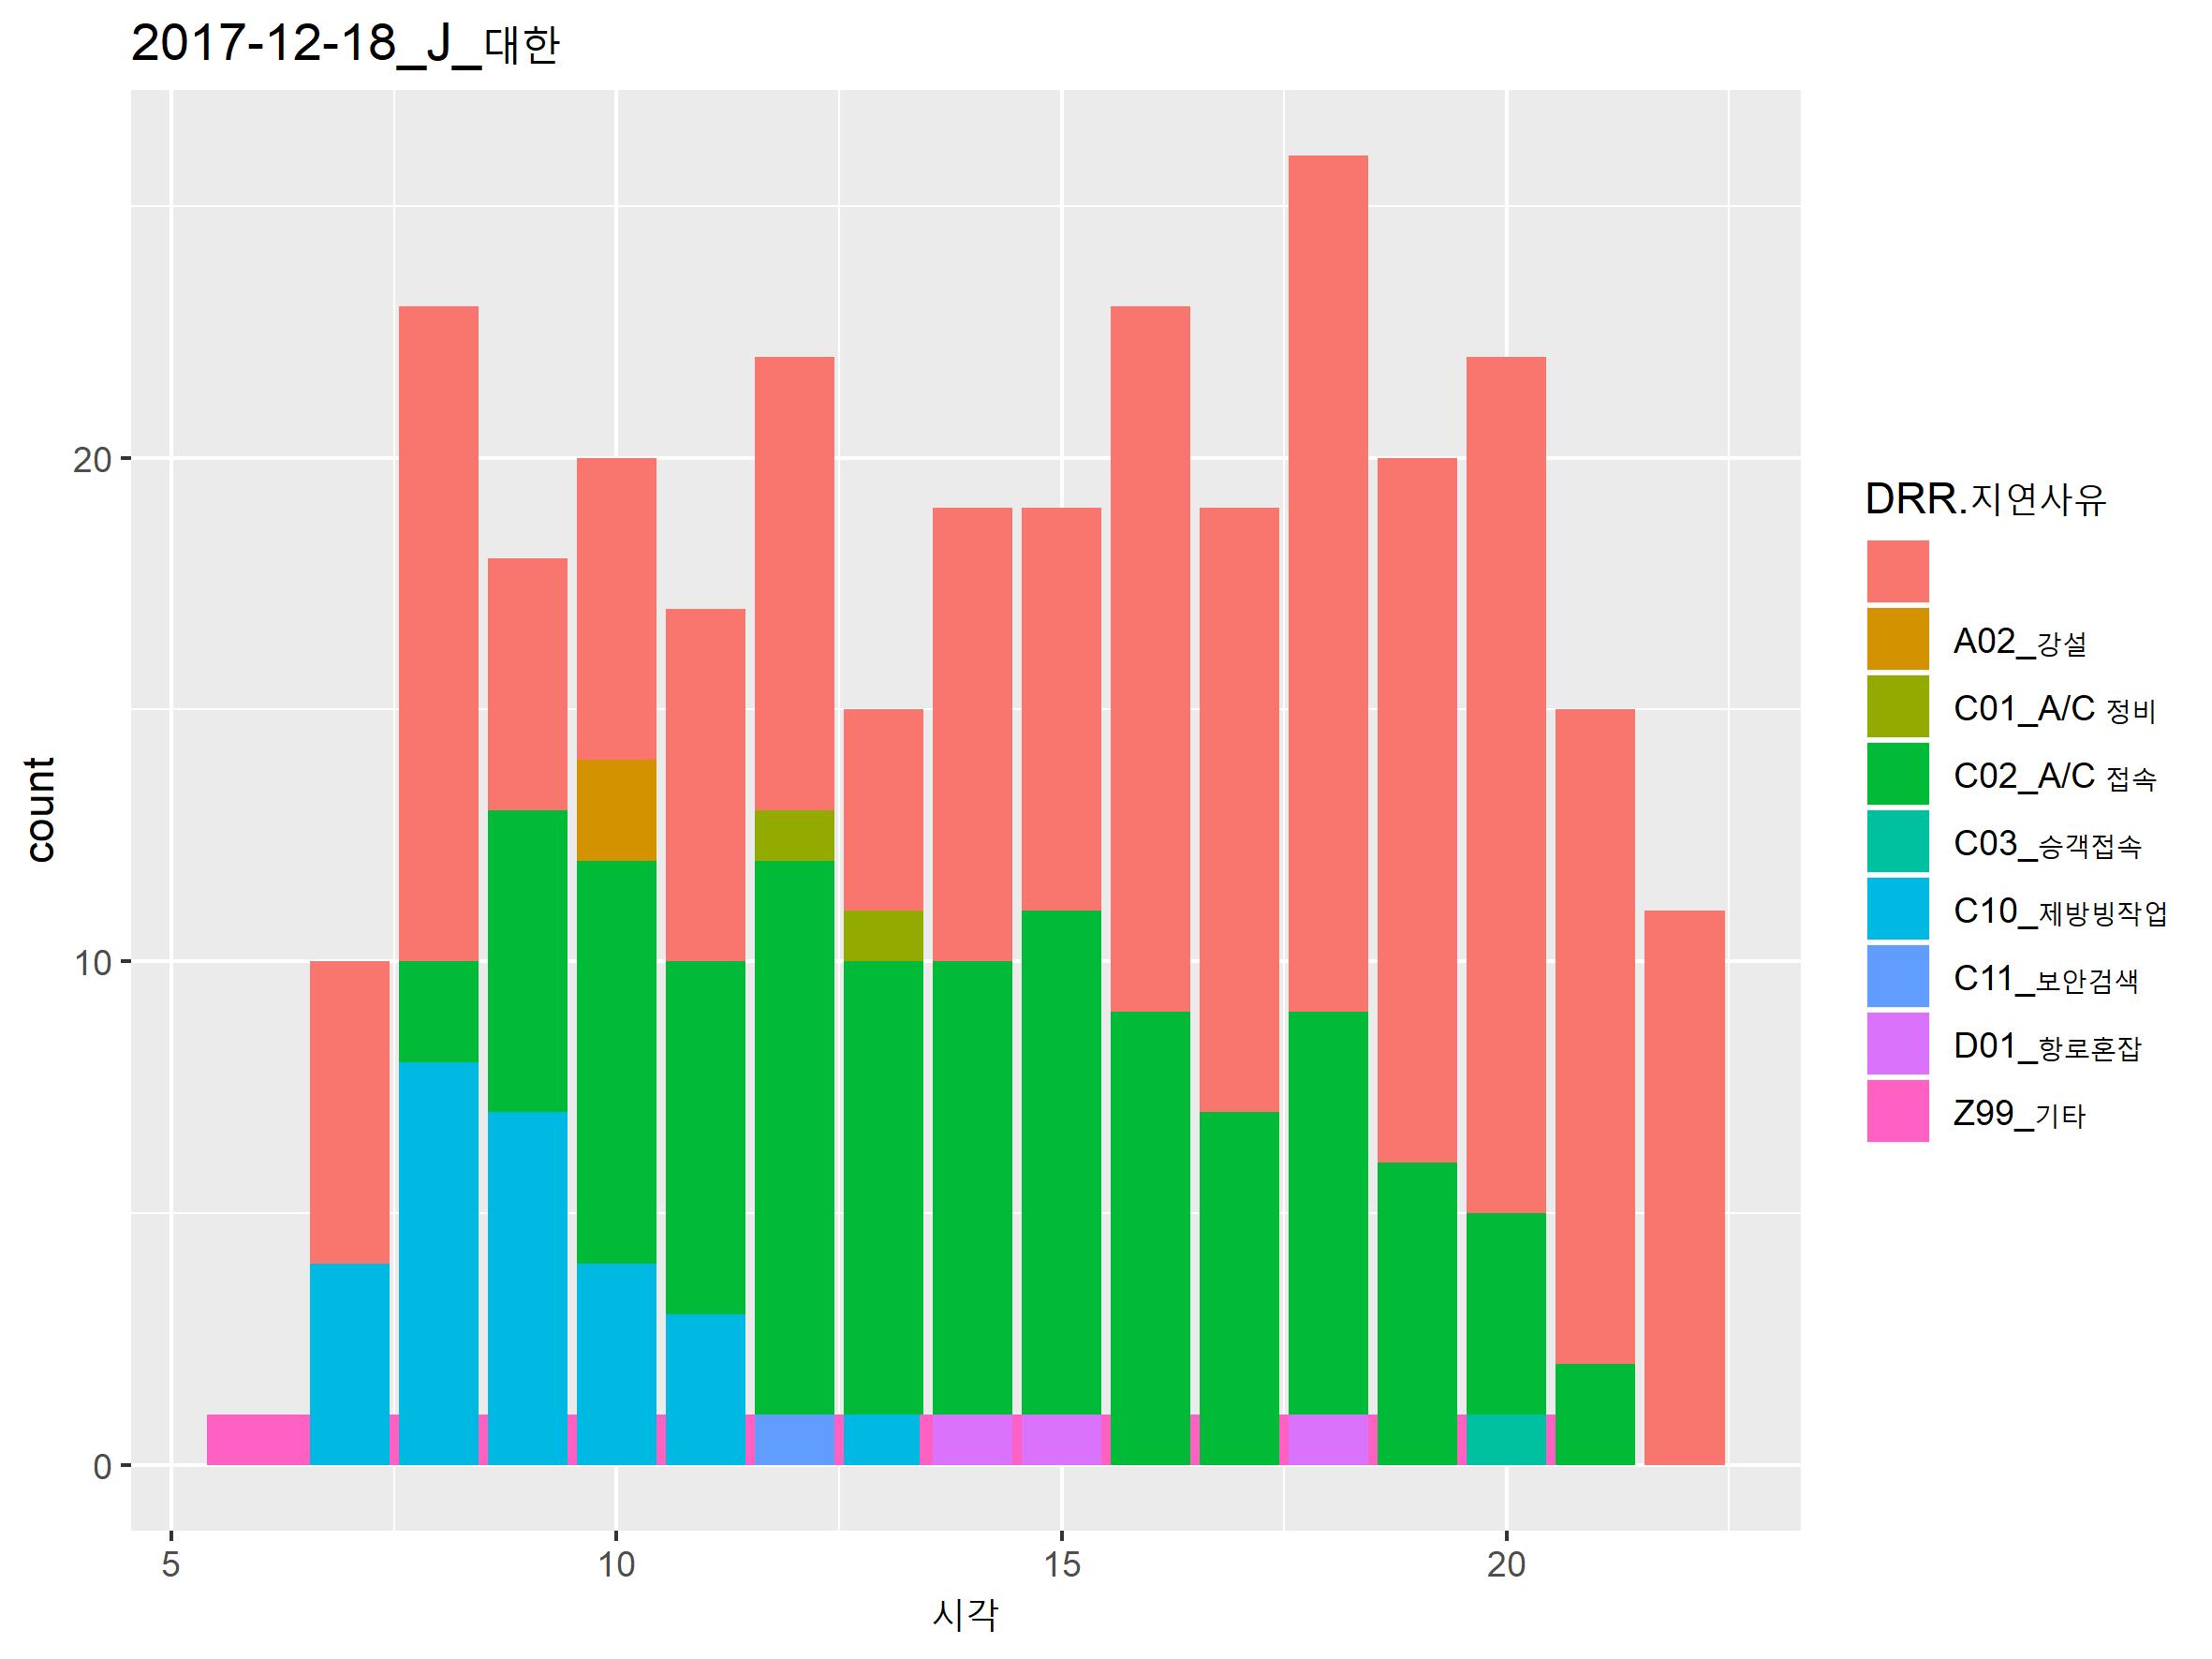 2017-12-18_J_대한
count
20
10
0
5 10 15 20
시각
DRR.지연사유
A02_강설
C01_A/C 정비
C02_A/C 접속
C03_승객접속
C10_제방빙작업
C11_보안검색
D01_항로혼잡
Z99_기타